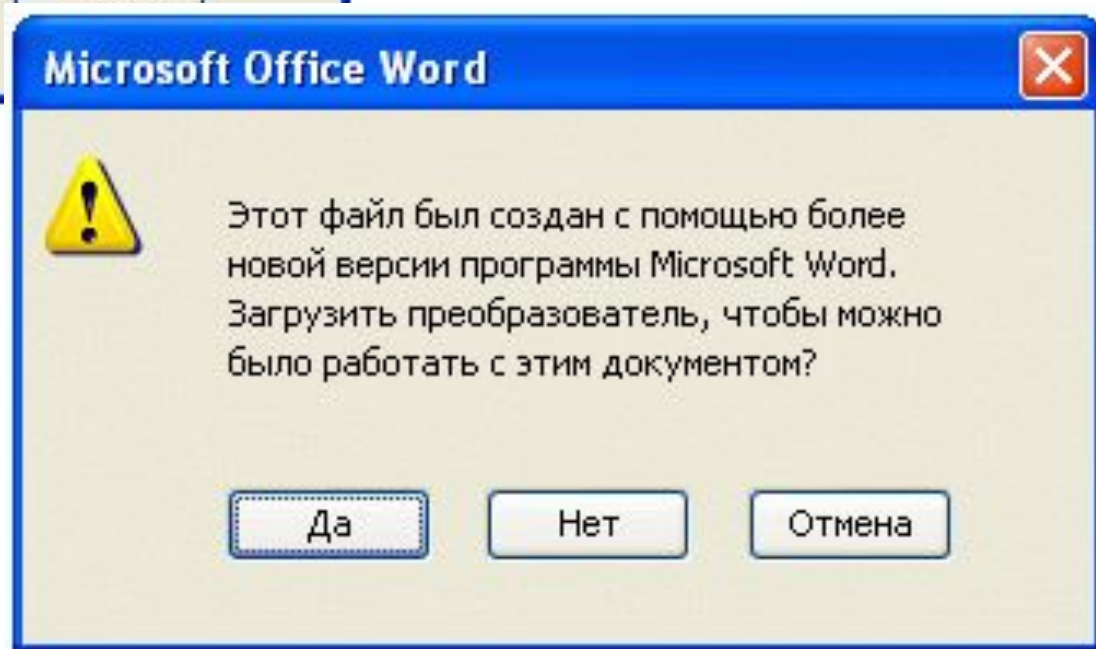 Microsoft Office Word
Этот файл был создан с помощью более
новой версии программы Microsoft Word.
Загрузить преобразователь, чтобы можно
было работать с этим документом?
Да
Нет
Отмена